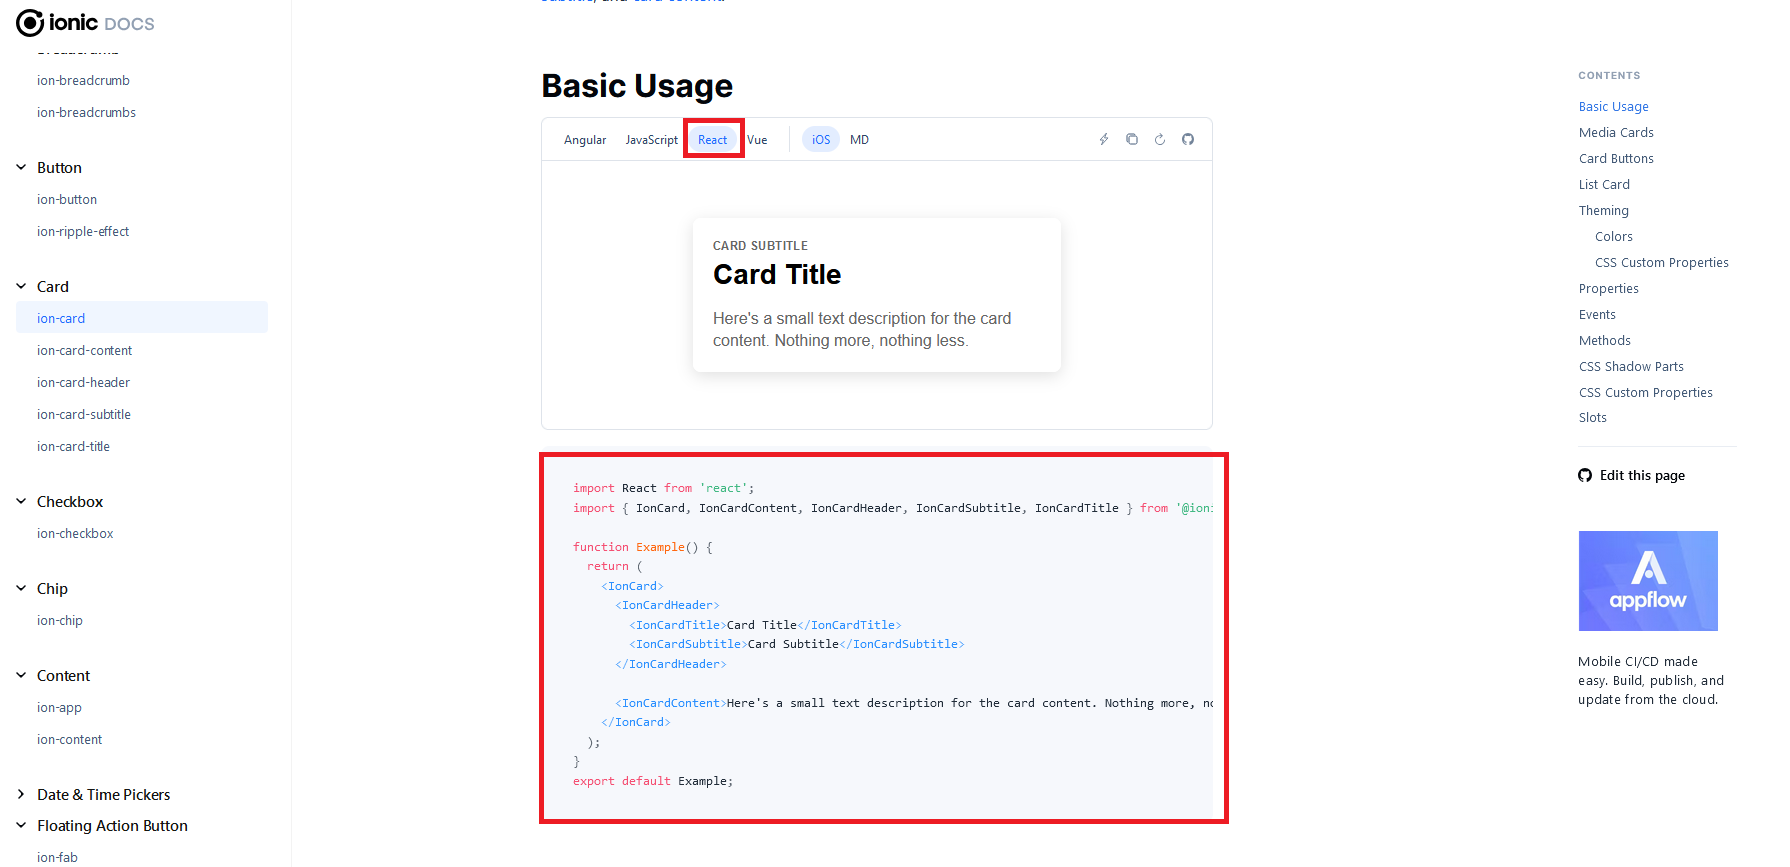 ionic DOCS
ion-breadcrumb
ion-breadcrumbs
Button
ion-button
ion-ripple-effect
Card
ion-card
ion-card-content
ion-card-header
ion-card-subtitle
ion-card-title
Checkbox
ion-checkbox
Chip
ion-chip
Content
ion-app
ion-content
Date & Time Pickers
Floating Action Button
ion-fab
Basic Usage
Angular JavaScript React Vue iOS MD
CARD SUBTITLE
Card Title
Here's a small text description for the card
content. Nothing more, nothing less.
import React from 'react';
import { IonCard, IonCardContent, IonCardHeader, IonCardSubtitle, IonCardTitle } from '@ioni
function Example() {
return (
<IonCard>
<IonCardHeader>
<IonCardTitle>Card Title</IonCardTitle>
<IonCardSubtitle>Card Subtitle</IonCardSubtitle>
</IonCardHeader>
<IonCardContent>Here's a small text description for the card content. Nothing more, no
</IonCard>
);
}
export default Example;
CONTENTS
Basic Usage
Media Cards
Card Buttons
List Card
Theming
Colors
CSS Custom Properties
Properties
Events
Methods
CSS Shadow Parts
CSS Custom Properties
Slots
Edit this page
appflow
Mobile CI/CD made
easy. Build, publish, and
update from the cloud.